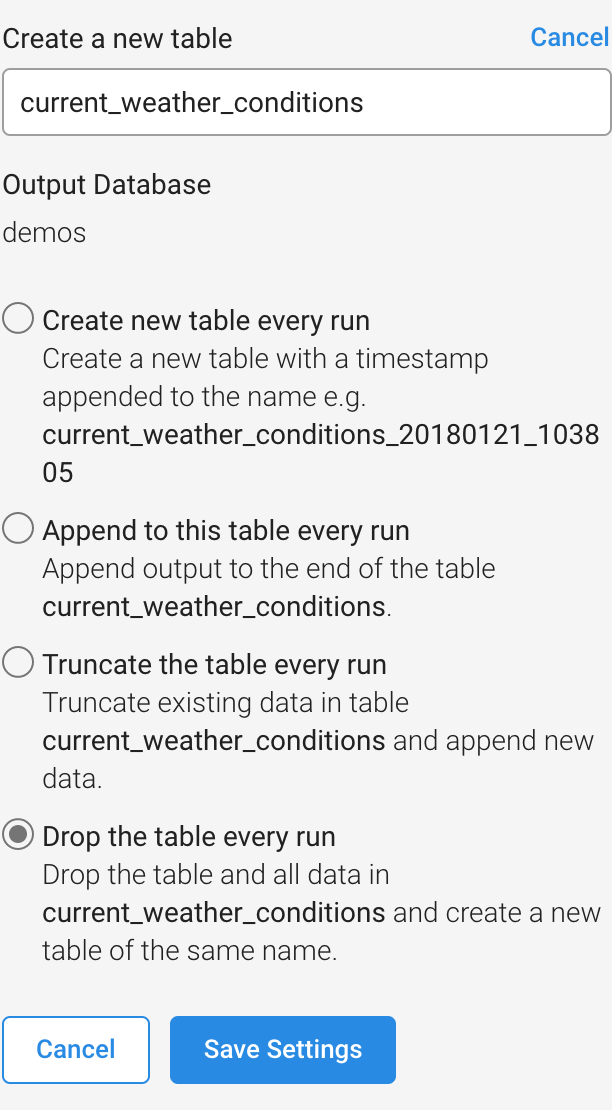 Create a new table
Cancel
current_weather_conditions
Output Database
demos
Create new table every run
Create a new table with a timestamp
appended to the name e.g.
current_weather_conditions_20180121_1038
05
Append to this table every run
Append output to the end of the table
current_weather_conditions.
Truncate the table every run
Truncate existing data in table
current_weather_conditions and append new
data.
Drop the table every run
Drop the table and all data in
current_weather_conditions and create a new
table of the same name.
Cancel
Save Settings